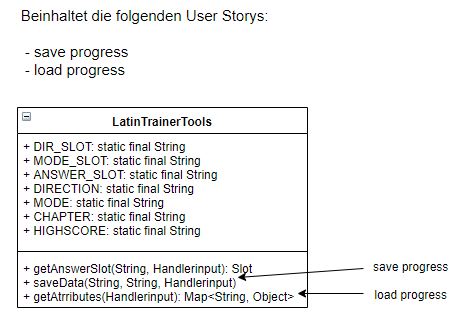 Beinhaltet die folgenden User Storys:
- save progress
- load progress
LatinTrainerTools
+ DIR_SLOT: static final String
+ MODE_SLOT: static final String
+ ANSWER_SLOT: static final String
+ DIRECTION: static final String
+ MODE: static final String
+ CHAPTER: static final String
+ HIGHSCORE: static final String
+ getAnswerSlot(String, Handlerinput): Slot
+ saveData(String, String, Handlerinput)
+ getAtrributes(Handlerinput): Map<String, Object>
save progress
load progress